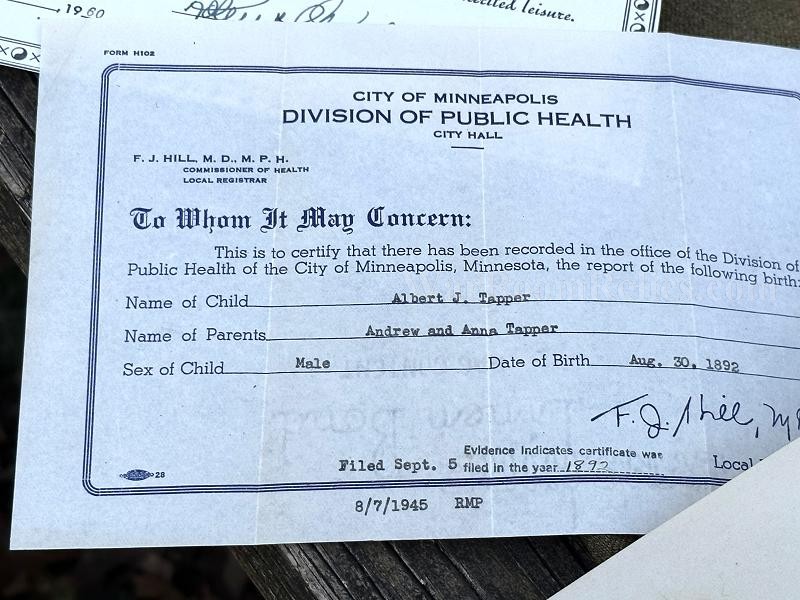 1960
leisure.
FORM H102
CITY OF MINNEAPOLIS
DIVISION OF PUBLIC HEALTH
CITY HALL
F. J. HILL, M. D., M. P. H.
COMMISSIONER OF HEALTH
LOCAL REGISTRAR
To Whom It May Concern:
This is to certify that there has been recorded in the office of the Division of
Public Health of the City of Minneapolis, Minnesota, the report of the following birth:
Name of Child Albert J. Tapper
Name of Parents Andrew and Anna Tapper
Sex of Child Male Date of Birth Aug. 30, 1892
F. J. Hill, M
Evidence indicates certificate was
Filed Sept. 5 filed in the year 1892
Local
28
8/7/1945 RMP